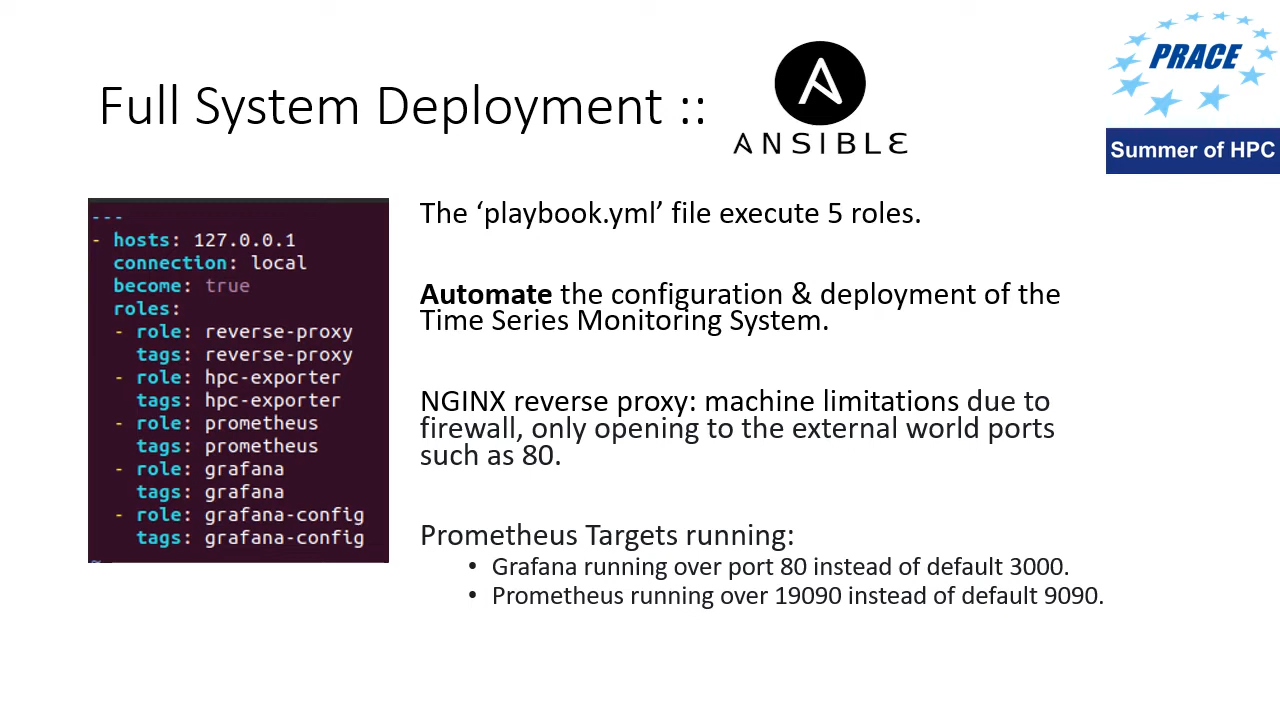 Full System Deployment ::
ANSIBLE
PRACE
Summer of HPC
---
- hosts: 127.0.0.1
connection: local
become: true
roles:
- role: reverse-proxy
tags: reverse-proxy
- role: hpc-exporter
tags: hpc-exporter
- role: prometheus
tags: prometheus
- role: grafana
tags: grafana
- role: grafana-config
tags: grafana-config
~
The ‘playbook.yml’ file execute 5 roles.
Automate the configuration & deployment of the
Time Series Monitoring System.
NGINX reverse proxy: machine limitations due to
firewall, only opening to the external world ports
such as 80.
Prometheus Targets running:
• Grafana running over port 80 instead of default 3000.
• Prometheus running over 19090 instead of default 9090.